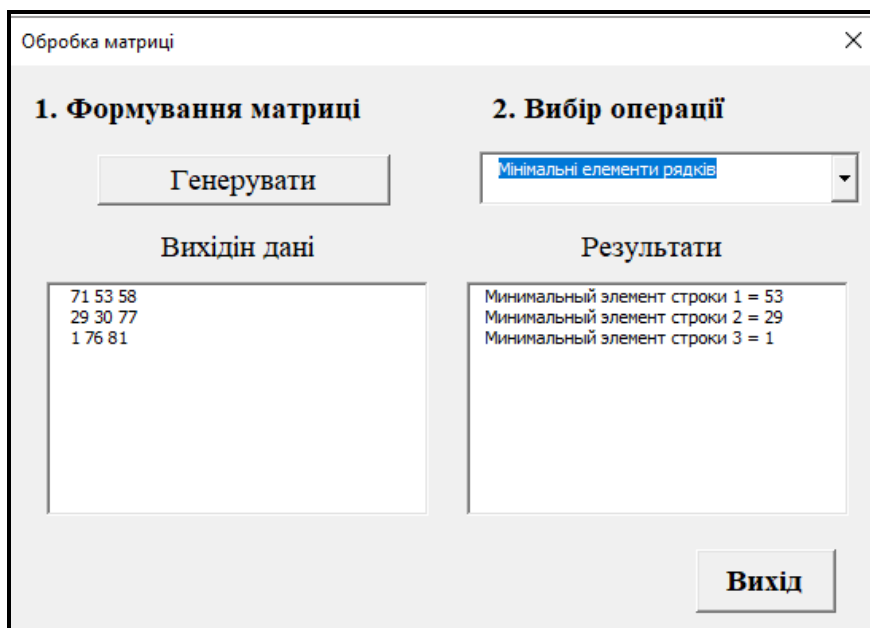 Обробка матриці
1. Формування матриці
2. Вибір операції
Генерувати
Мінімальні елементи рядків
Вихідін дані
Результати
71 53 58
29 30 77
1 76 81
Минимальный элемент строки 1 = 53
Минимальный элемент строки 2 = 29
Минимальный элемент строки 3 = 1
Вихід